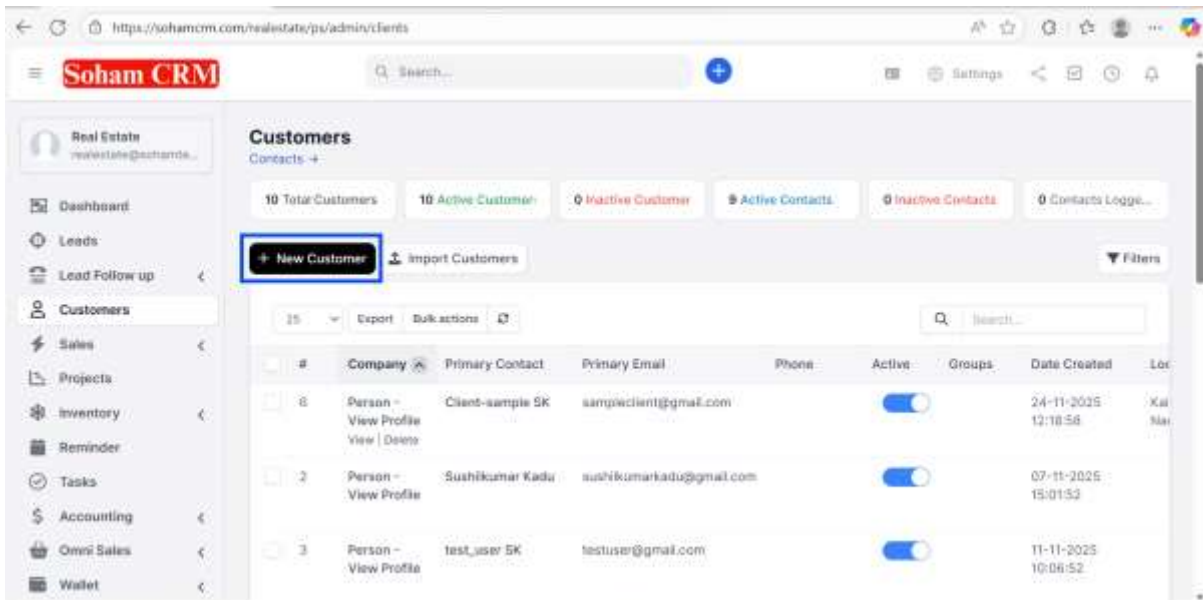 https://sohamcrm.com/realestate/ps/admin/clients
Soham CRM
Search...
Settings
Real Estate
Customers
Contacts →
10 Total Customers
10 Active Customer
0 Inactive Customer
9 Active Contacts
0 Inactive Contacts
0 Contacts Logge...
+ New Customer
Import Customers
Filters
Dashboard
Leads
Lead Follow up
Customers
Sales
Projects
Inventory
Reminder
Tasks
Accounting
Omni Sales
Wallet
25 Export Bulk actions
Search...
# Company Primary Contact Primary Email Phone Active Groups Date Created
Person - Client-sample SK sampleclient@gmail.com 24-11-2025
View Profile 12:18:56
View | Delete
2 Person - Sushilkumar Kadu sushilkumarkadu@gmail.com 07-11-2025
View Profile 15:01:52
3 Person - test_user SK testuser@gmail.com 11-11-2025
View Profile 10:06:52